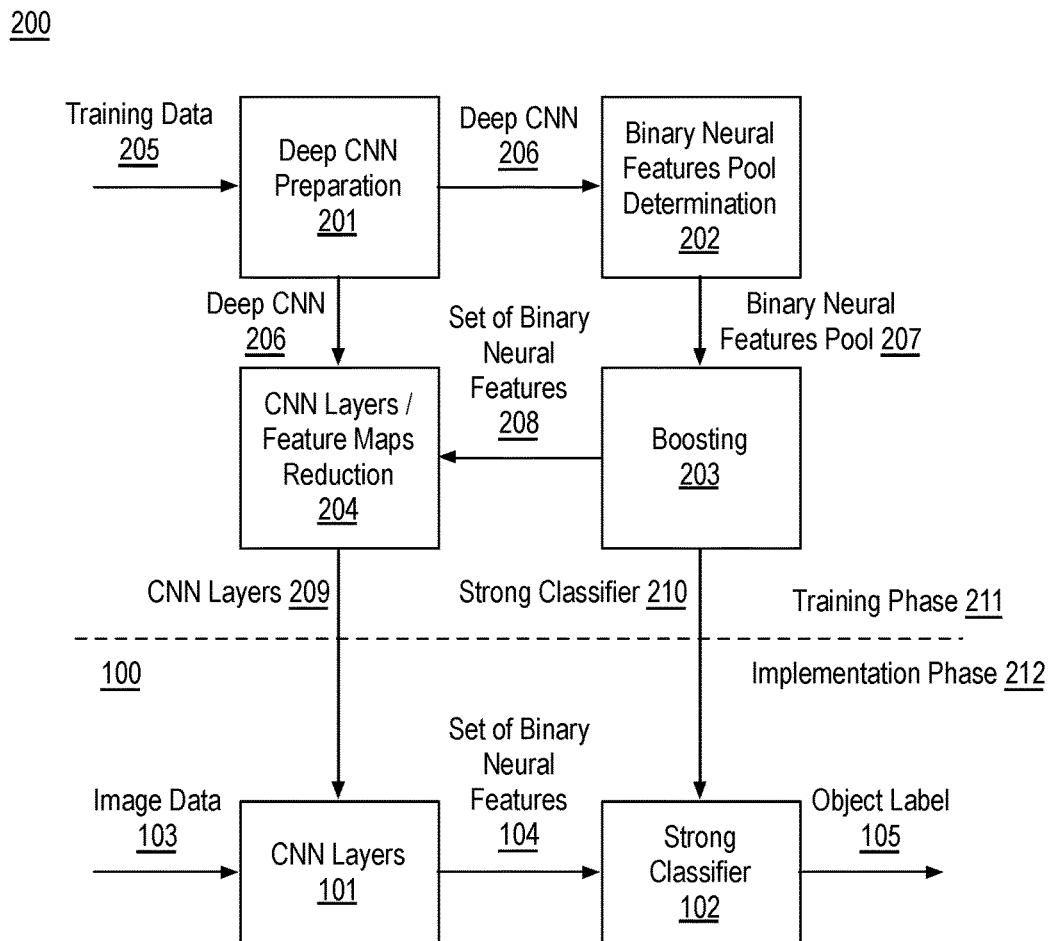 200
Training Data
205
Deep CNN
Preparation
201
Deep CNN
206
Binary Neural
Features Pool
Determination
202
Deep CNN
206
Set of Binary
Neural
Features
208
Binary Neural
Features Pool 207
CNN Layers /
Feature Maps
Reduction
204
Boosting
203
CNN Layers 209
Strong Classifier 210
Training Phase 211
100
Implementation Phase 212
Image Data
103
CNN Layers
101
Set of Binary
Neural
Features
104
Strong
Classifier
102
Object Label
105